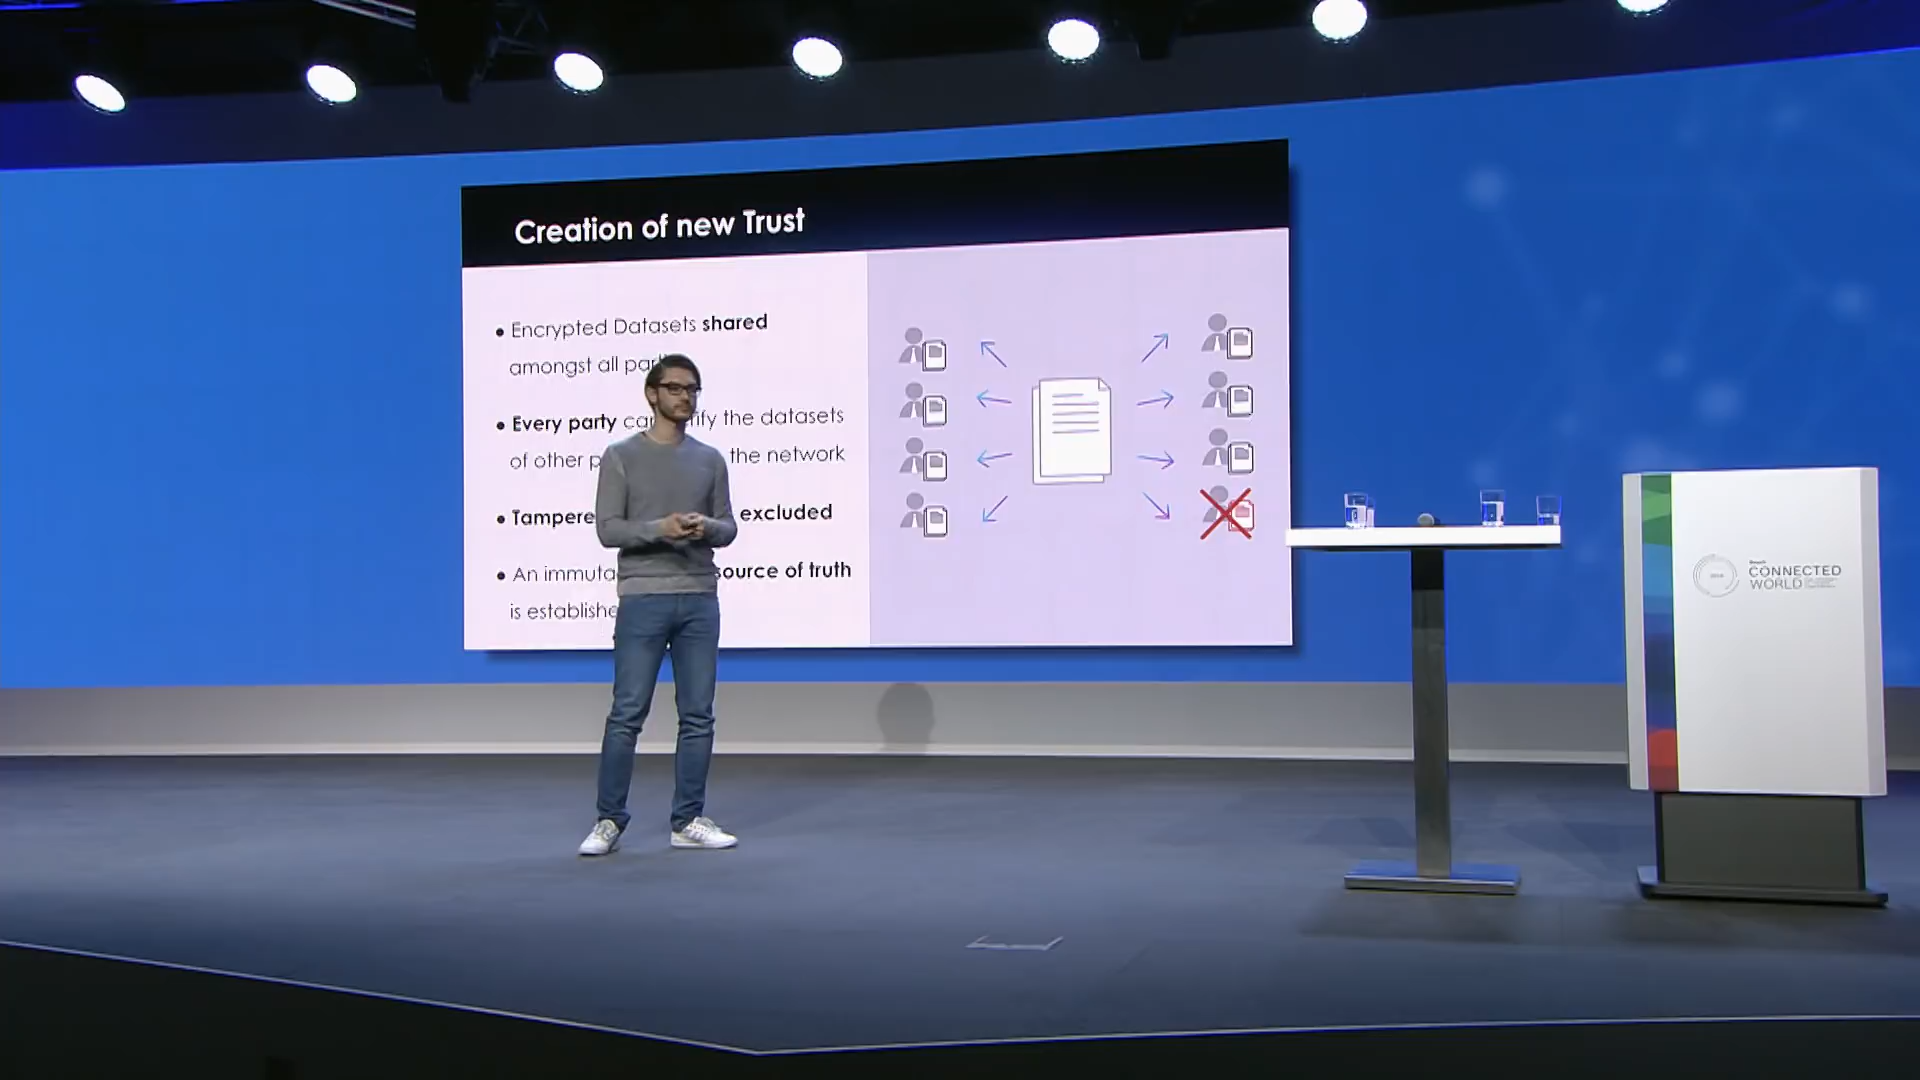 Creation of new Trust
• Encrypted Datasets shared
amongst all par
• Every party ca ify the datasets
of other p the network
• Tampere excluded
• An immuta source of truth
is establishe
CONNECTED
WORLD